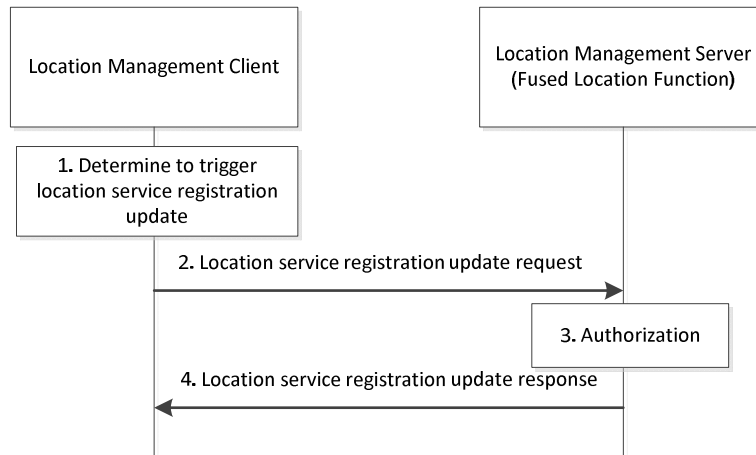 Location Management Client
Location Management Server
(Fused Location Function)
1. Determine to trigger
location service registration
update
2. Location service registration update request
3. Authorization
4. Location service registration update response